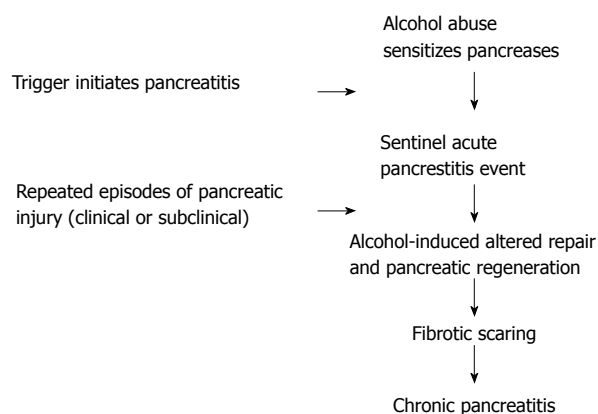 Alcohol abuse
sensitizes pancreases
Trigger initiates pancreatitis
Sentinel acute
pancrestitis event
Repeated episodes of pancreatic
injury (clinical or subclinical)
Alcohol-induced altered repair
and pancreatic regeneration
Fibrotic scaring
Chronic pancreatitis